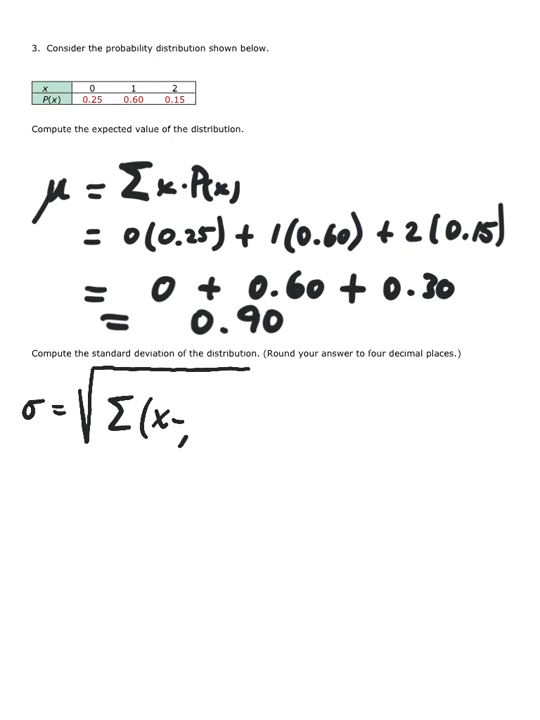 3. Consider the probability distribution shown below.
x 0 1 2
P(x) 0.25 0.60 0.15
Compute the expected value of the distribution.
μ = Σ x · P(x)
= 0(0.25) + 1(0.60) + 2(0.15)
= 0 + 0.60 + 0.30
= 0.90
Compute the standard deviation of the distribution. (Round your answer to four decimal places.)
σ = √ Σ (x -